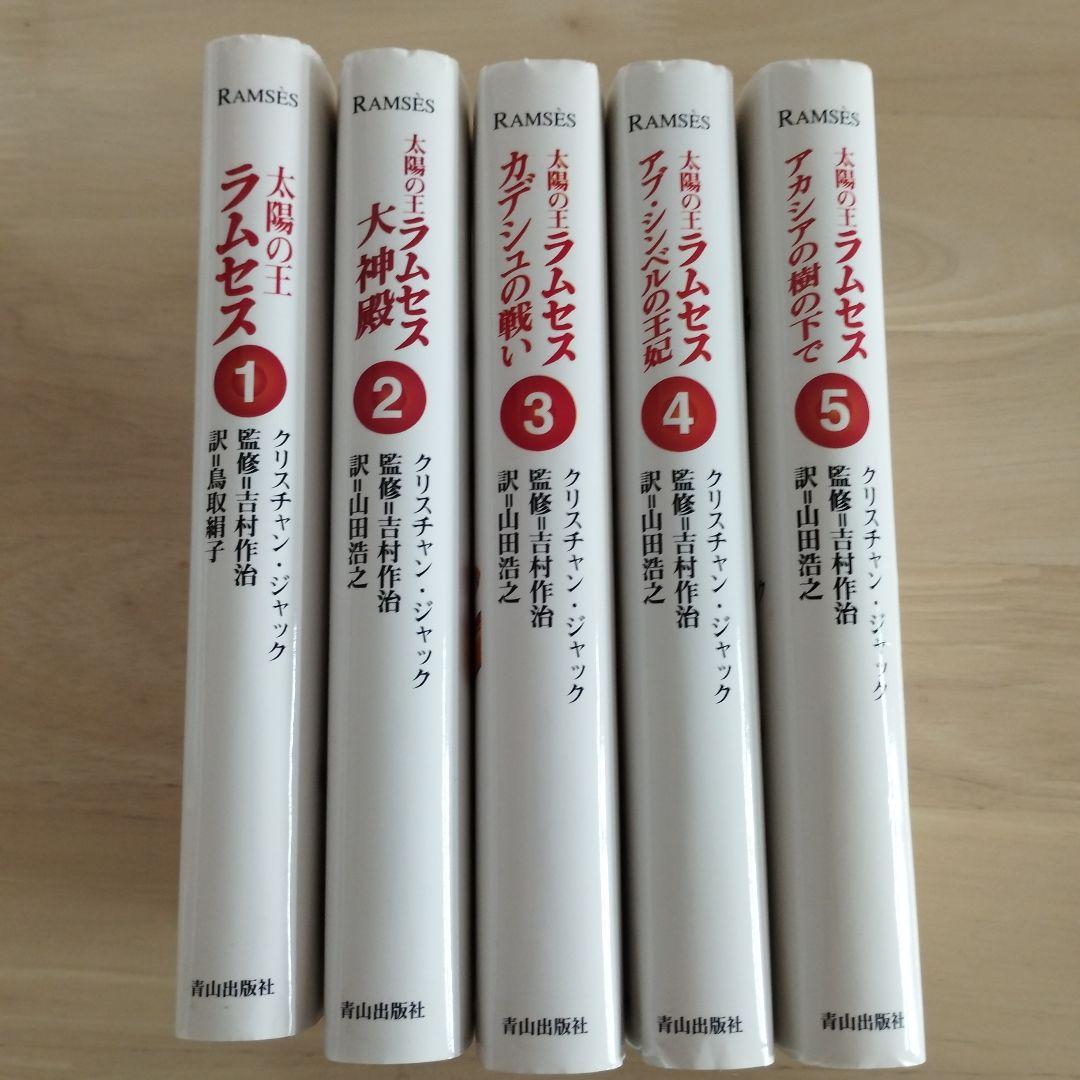 RAMSÈS
太陽の王
ラムセス
1
クリスチャン・ジャック
監修=吉村作治
訳=鳥取絹子
青山出版社
RAMSÈS
太陽の王ラムセス
大神殿
2
クリスチャン・ジャック
監修=吉村作治
訳=山田浩之
青山出版社
RAMSÈS
太陽の王ラムセス
カデシュの戦い
3
クリスチャン・ジャック
監修=吉村作治
訳=山田浩之
青山出版社
RAMSÈS
太陽の王ラムセス
アブ・シンベルの王妃
4
クリスチャン・ジャック
監修=吉村作治
訳=山田浩之
青山出版社
RAMSÈS
太陽の王ラムセス
アカシアの樹の下で
5
クリスチャン・ジャック
監修=吉村作治
訳=山田浩之
青山出版社